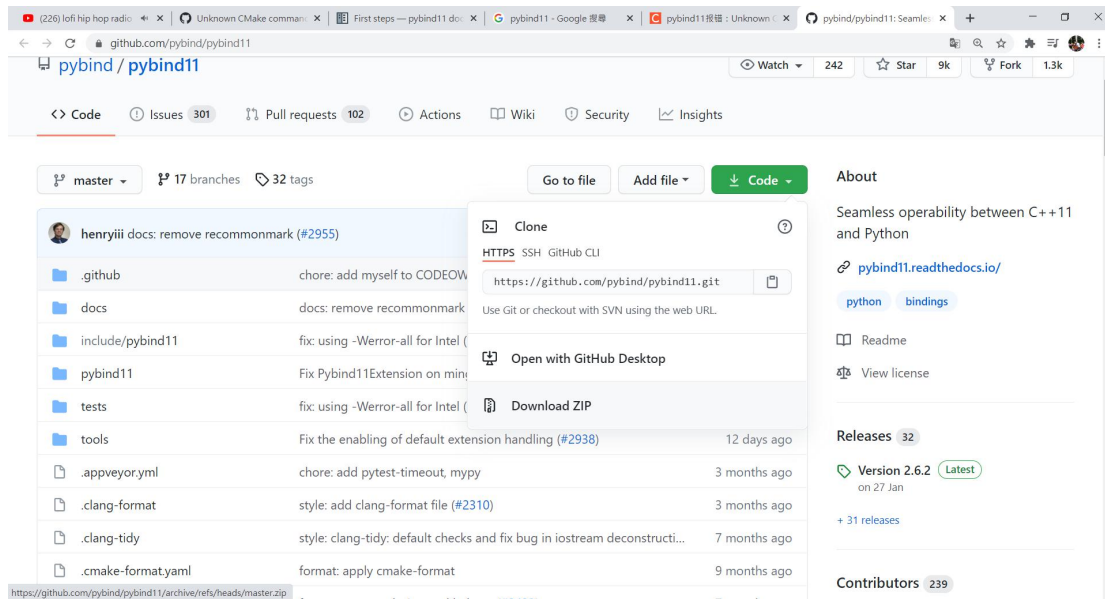 (226) lofi hip hop radio
Unknown CMake comman
First steps — pybind11 do
pybind11 - Google 搜尋
pybind11报错：Unknown C
pybind/pybind11: Seamle
github.com/pybind/pybind11
pybind / pybind11
Watch 242 Star 9k Fork 1.3k
Code Issues 301 Pull requests 102 Actions Wiki Security Insights
master 17 branches 32 tags Go to file Add file Code
About
Seamless operability between C++11
and Python
pybind11.readthedocs.io/
python bindings
Readme
View license
Releases 32
Version 2.6.2 Latest
on 27 Jan
+ 31 releases
Contributors 239
Clone
HTTPS SSH GitHub CLI
https://github.com/pybind/pybind11.git
Use Git or checkout with SVN using the web URL.
Open with GitHub Desktop
Download ZIP
henryiii docs: remove recommonmark (#2955)
.github chore: add myself to CODEOW
docs docs: remove recommonmark
include/pybind11 fix: using -Werror-all for Intel (
pybind11 Fix Pybind11Extension on ming
tests fix: using -Werror-all for Intel (
tools Fix the enabling of default extension handling (#2938) 12 days ago
.appveyor.yml chore: add pytest-timeout, mypy 3 months ago
.clang-format style: add clang-format file (#2310) 3 months ago
.clang-tidy style: clang-tidy: default checks and fix bug in iostream deconstructi... 7 months ago
.cmake-format.yaml format: apply cmake-format 9 months ago
https://github.com/pybind/pybind11/archive/refs/heads/master.zip